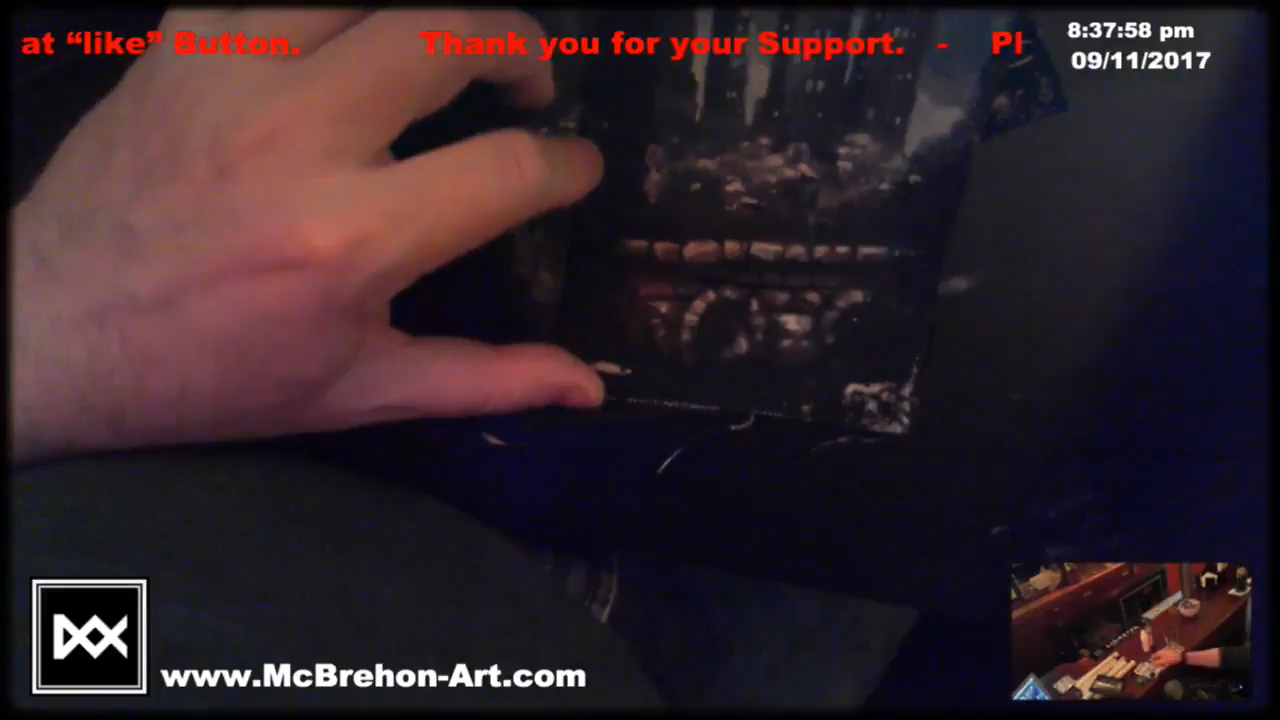 at “like” Button. Thank you for your Support. - Pl
8:37:58 pm
09/11/2017
www.McBrehon-Art.com